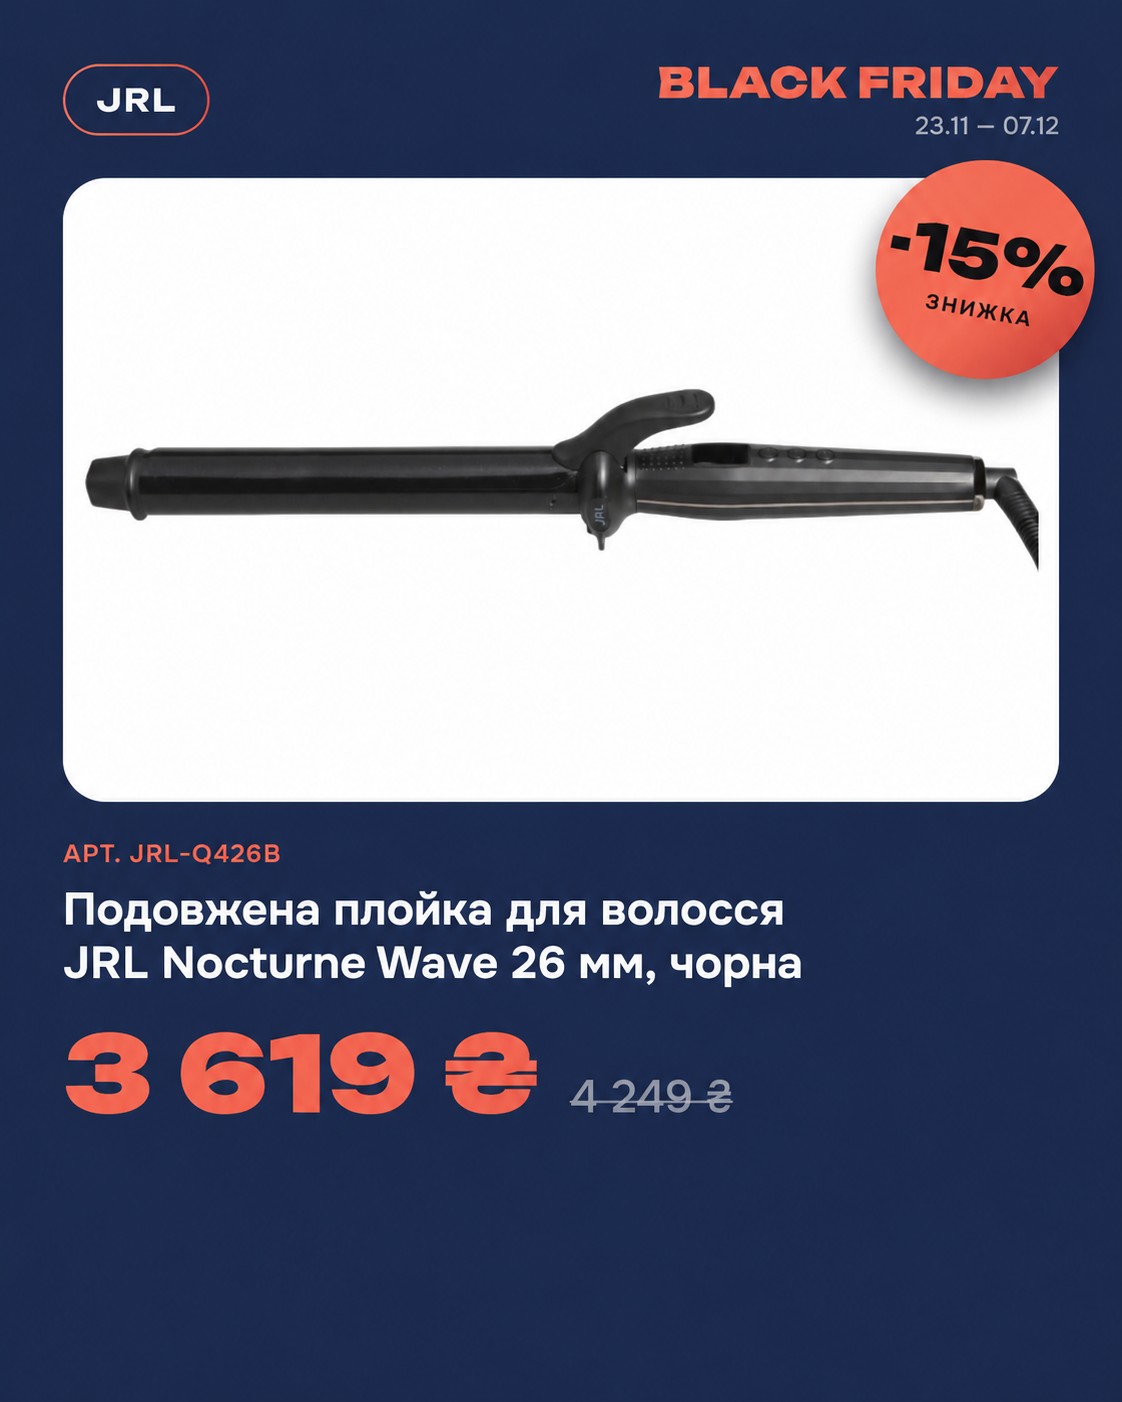 JRL
BLACK FRIDAY
23.11 — 07.12
-15%
ЗНИЖКА
JRL
АРТ. JRL-Q426B
Подовжена плойка для волосся
JRL Nocturne Wave 26 мм, чорна
3 619 ₴ 4 249 ₴